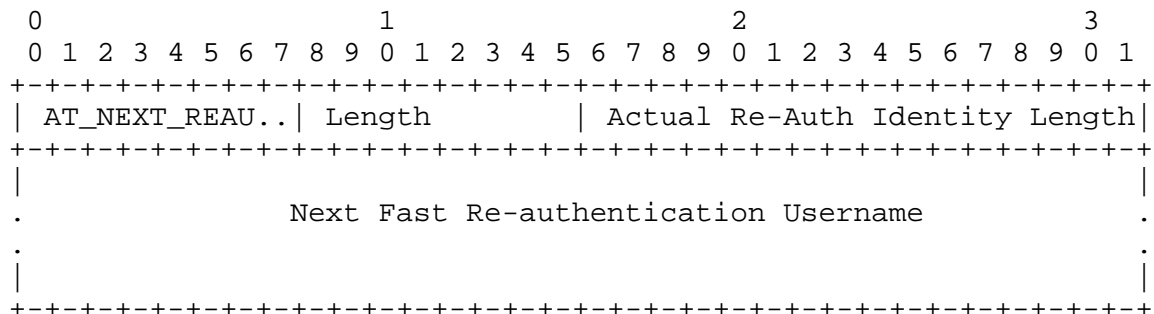 0                   1                   2                   3
 0 1 2 3 4 5 6 7 8 9 0 1 2 3 4 5 6 7 8 9 0 1 2 3 4 5 6 7 8 9 0 1
+-+-+-+-+-+-+-+-+-+-+-+-+-+-+-+-+-+-+-+-+-+-+-+-+-+-+-+-+-+-+-+-+
| AT_NEXT_REAU..| Length        | Actual Re-Auth Identity Length|
+-+-+-+-+-+-+-+-+-+-+-+-+-+-+-+-+-+-+-+-+-+-+-+-+-+-+-+-+-+-+-+-+
|                                                               |
.               Next Fast Re-authentication Username            .
.                                                               .
|                                                               |
+-+-+-+-+-+-+-+-+-+-+-+-+-+-+-+-+-+-+-+-+-+-+-+-+-+-+-+-+-+-+-+-+